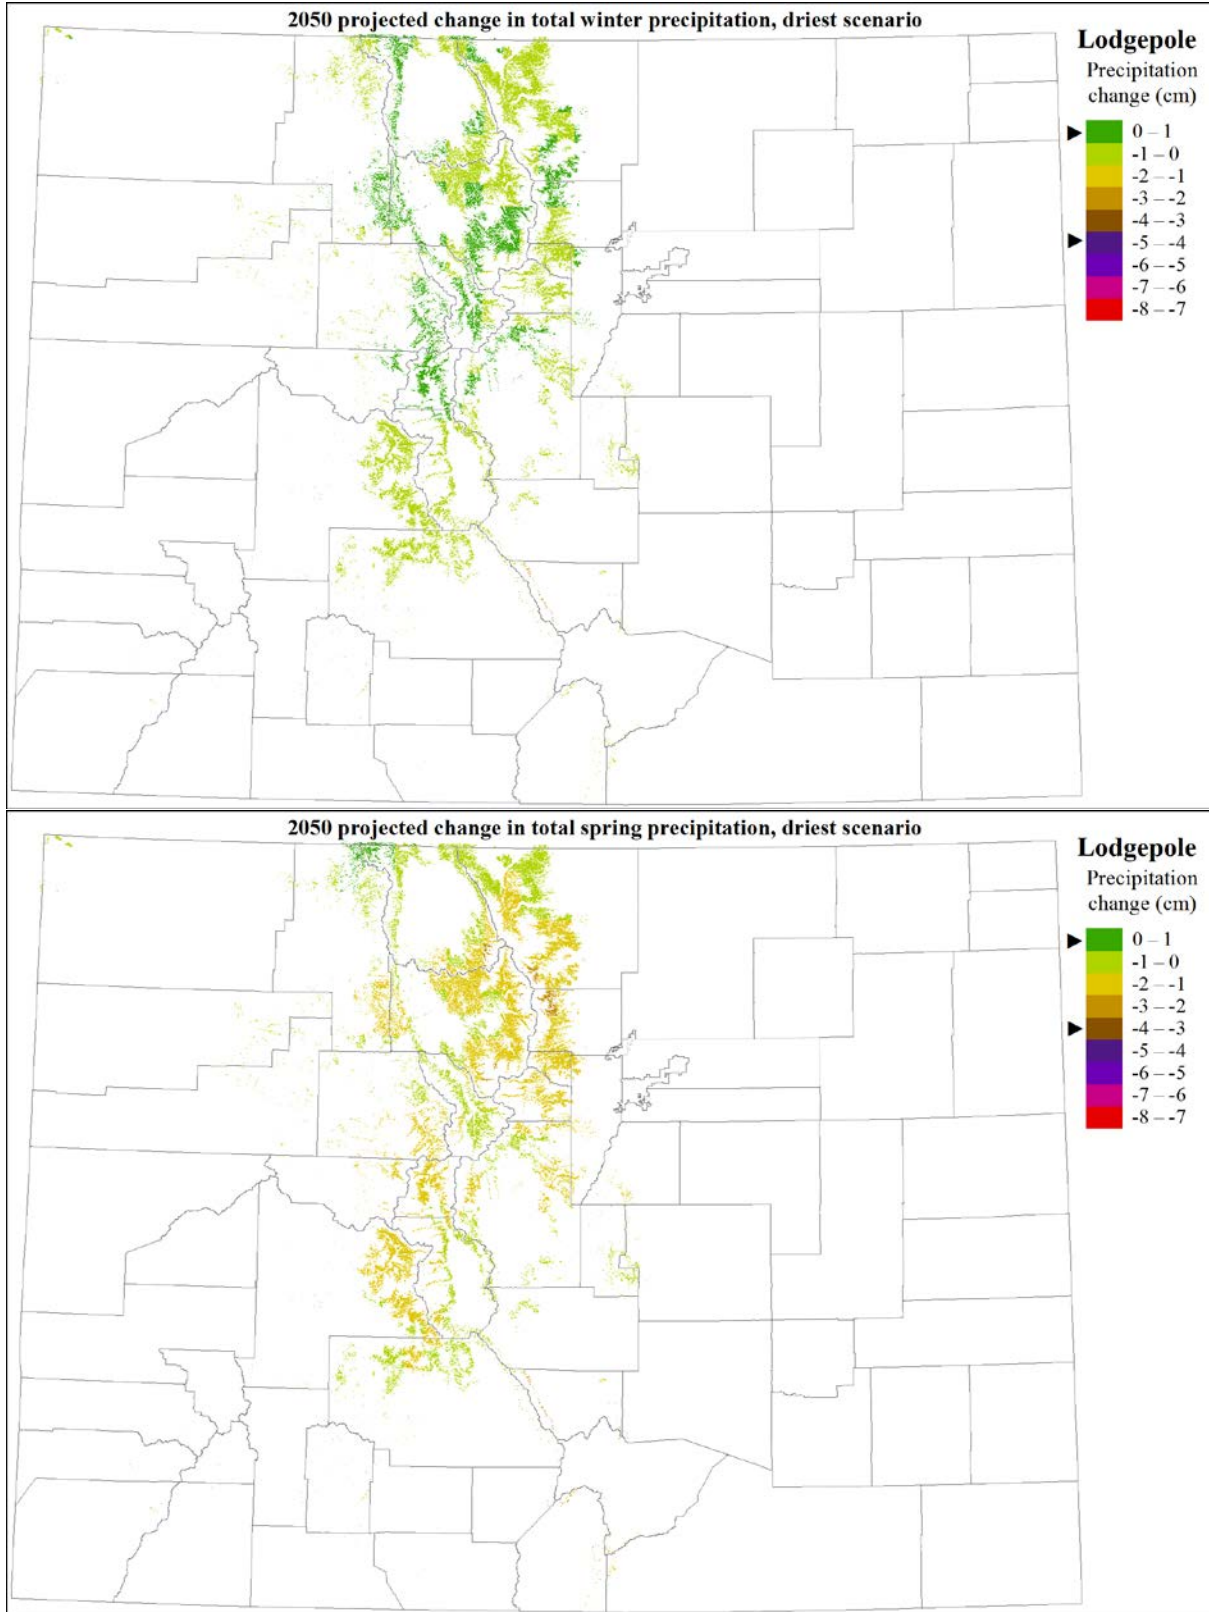 2050 projected change in total winter precipitation, driest scenario
Lodgepole
Precipitation
change (cm)
0 – 1
-1 – 0
-2 – -1
-3 – -2
-4 – -3
-5 – -4
-6 – -5
-7 – -6
-8 – -7
2050 projected change in total spring precipitation, driest scenario
Lodgepole
Precipitation
change (cm)
0 – 1
-1 – 0
-2 – -1
-3 – -2
-4 – -3
-5 – -4
-6 – -5
-7 – -6
-8 – -7